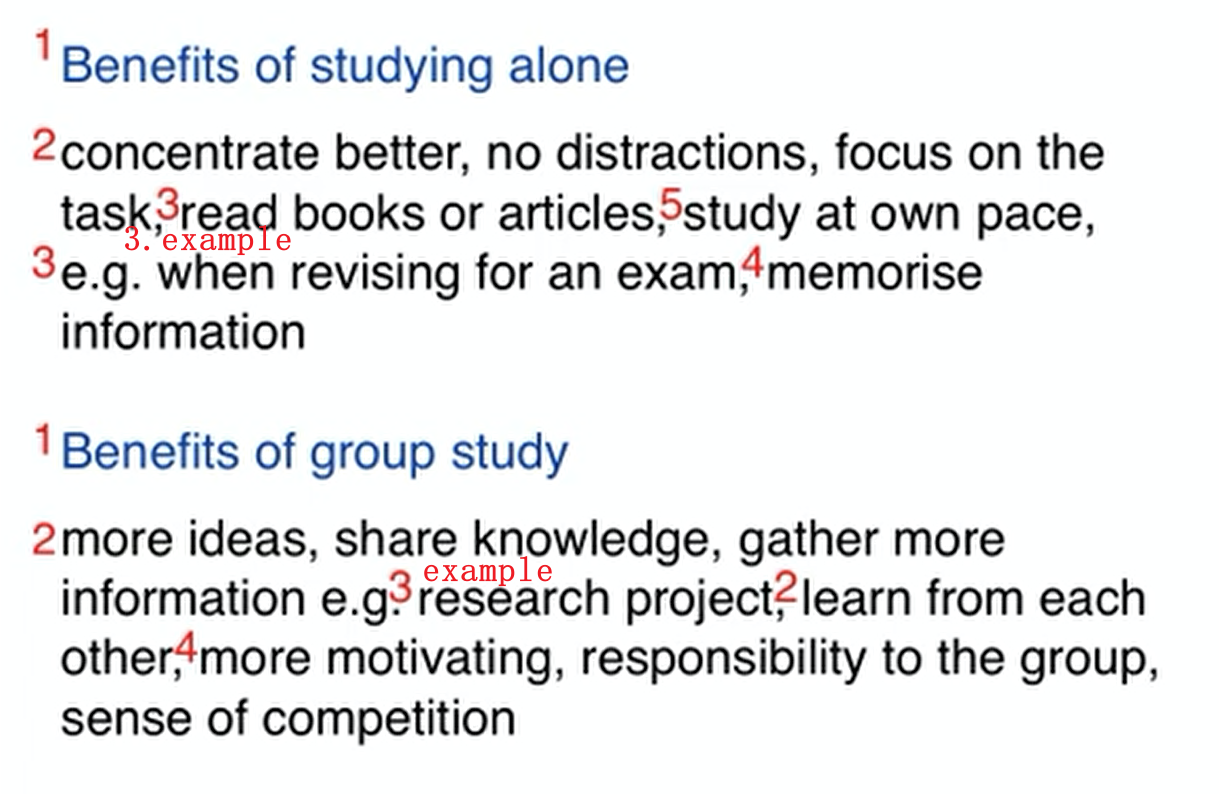 1 Benefits of studying alone
2 concentrate better, no distractions, focus on the
task, 3 read books or articles, 5 study at own pace,
3. example
3 e.g. when revising for an exam, 4 memorise
information
1 Benefits of group study
2 more ideas, share knowledge, gather more
example
information e.g. 3 research project, 2 learn from each
other, 4 more motivating, responsibility to the group,
sense of competition